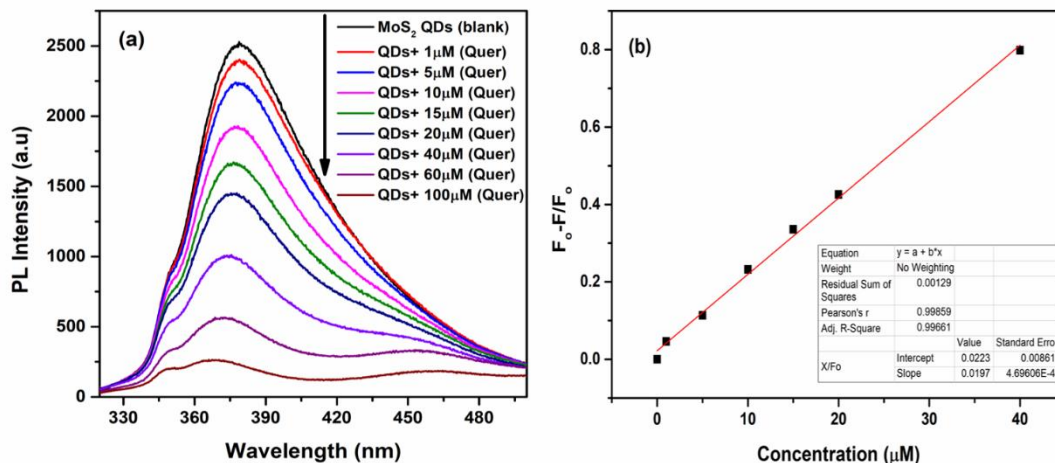 (a)
MoS₂ QDs (blank)
QDs+ 1μM (Quer)
QDs+ 5μM (Quer)
QDs+ 10μM (Quer)
QDs+ 15μM (Quer)
QDs+ 20μM (Quer)
QDs+ 40μM (Quer)
QDs+ 60μM (Quer)
QDs+ 100μM (Quer)
PL Intensity (a.u)
2500
2000
1500
1000
500
0
330 360 390 420 450 480
Wavelength (nm)
(b)
Fₒ-F/Fₒ
0.8
0.6
0.4
0.2
0.0
Equation y = a + b*x
Weight No Weighting
Residual Sum of Squares 0.00129
Pearson's r 0.99859
Adj. R-Square 0.99661
Value Standard Erro
X/Fo Intercept 0.0223 0.00861
Slope 0.0197 4.69606E-4
0 10 20 30 40
Concentration (μM)